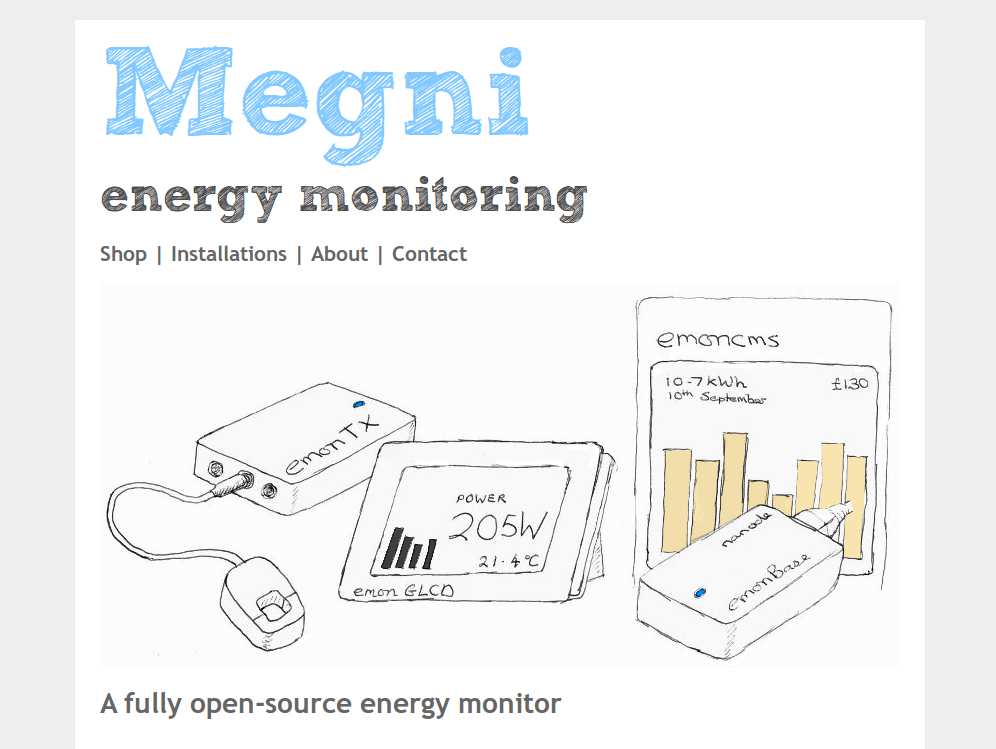 Megni
energy monitoring
Shop | Installations | About | Contact
emoncms
10-7kWh
£1.30
10th September
emonTX
POWER
205W
21.4°C
emon GLCD
nanode
emonBase
A fully open-source energy monitor